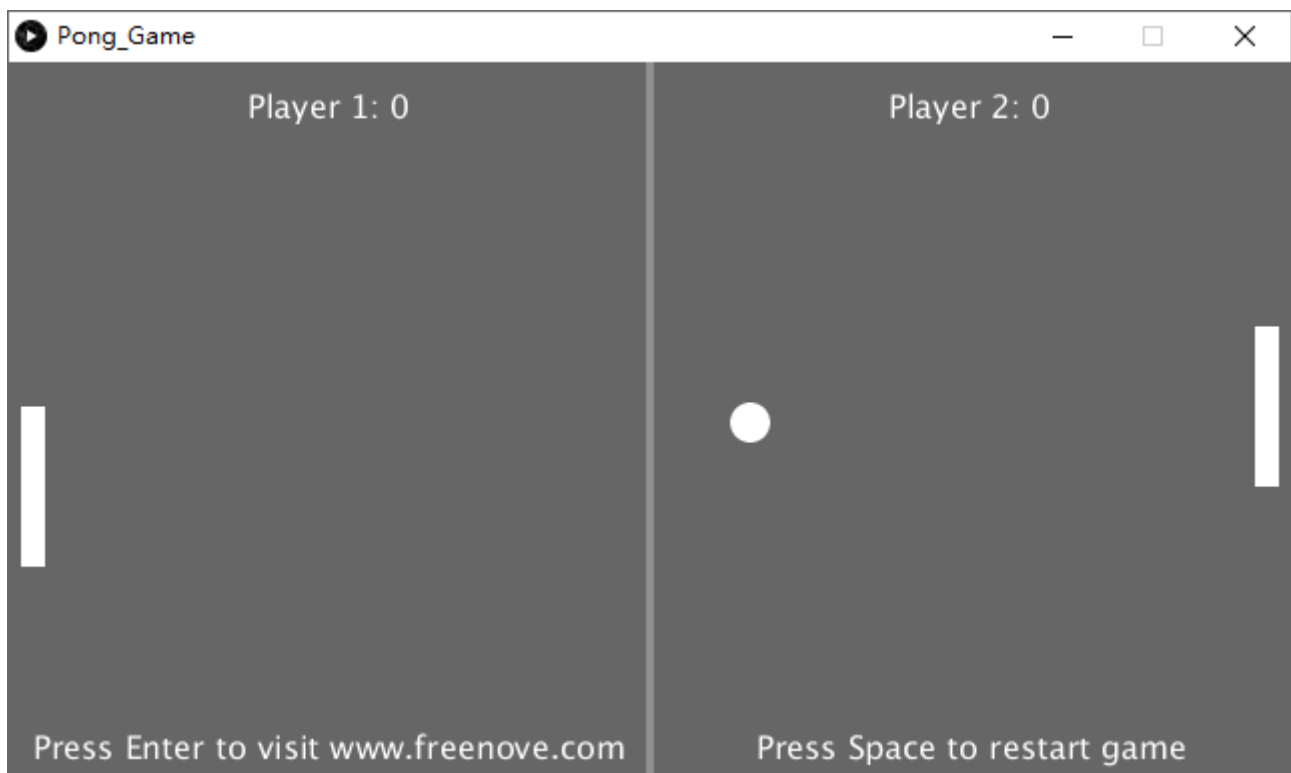 Pong_Game
Player 1: 0
Player 2: 0
Press Enter to visit www.freenove.com
Press Space to restart game